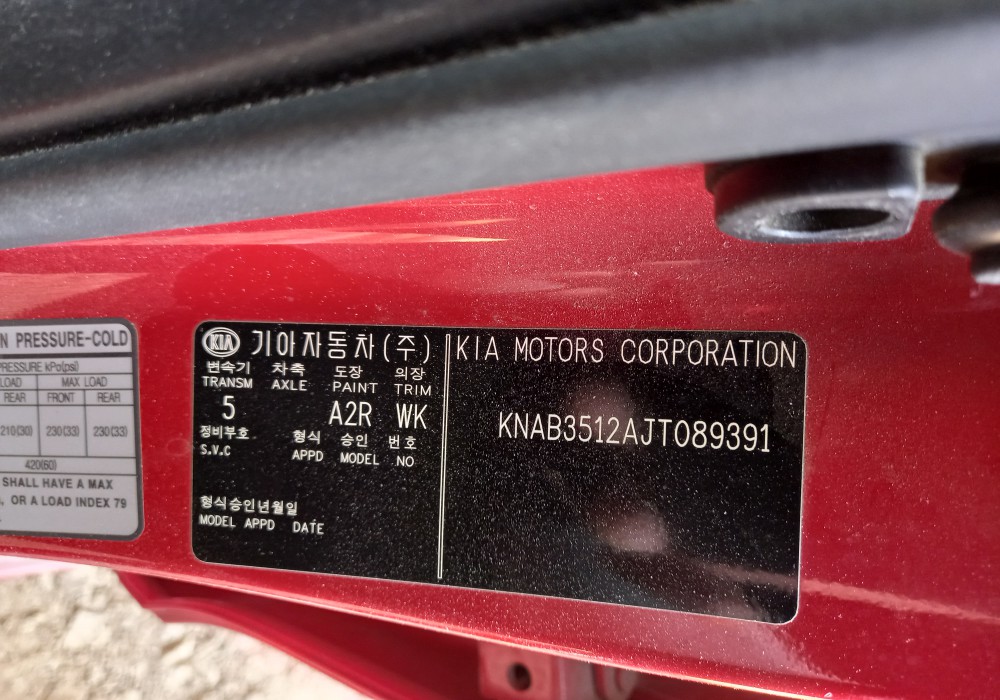 N PRESSURE-COLD
PRESSURE kPa(psi)
LOAD MAX LOAD
REAR FRONT REAR
210(30) 230(33) 230(33)
420(60)
SHALL HAVE A MAX
OR A LOAD INDEX 79
KIA 기아자동차(주)
변속기 차축 도장 의장
TRANSM AXLE PAINT TRIM
5 A2R WK
정비부호 형식 승인 번호
S.V.C APPD MODEL NO
형식승인년월일
MODEL APPD DATE
KIA MOTORS CORPORATION
KNAB3512AJT089391